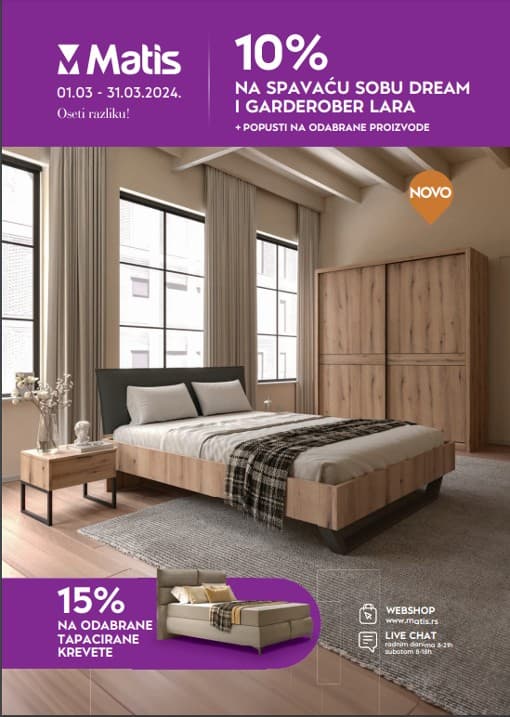 Matis
01.03 - 31.03.2024.
Oseti razliku!
10%
NA SPAVAĆU SOBU DREAM
I GARDEROBER LARA
+ POPUSTI NA ODABRANE PROIZVODE
NOVO
15%
NA ODABRANE
TAPACIRANE
KREVETE
WEBSHOP
www.matis.rs
LIVE CHAT
radnim danima 8-21h
subotom 8-18h